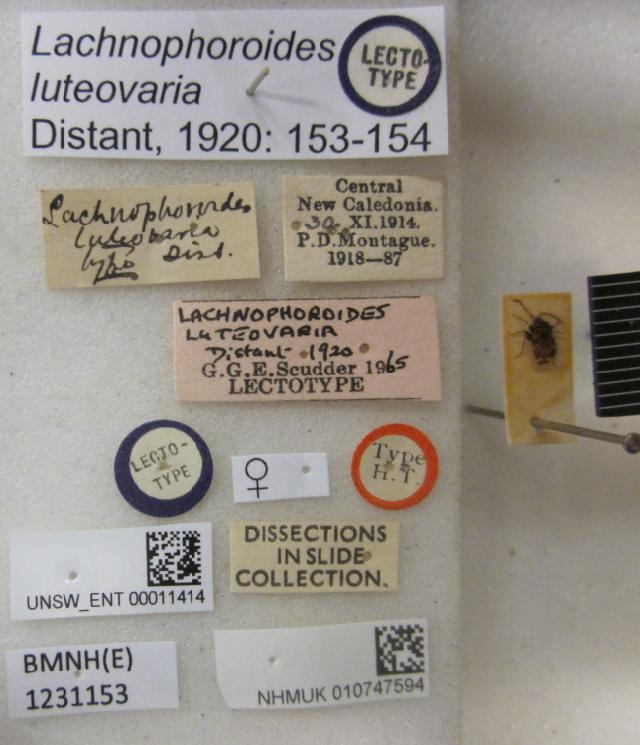 Lachnophoroides
luteovaria
Distant, 1920: 153-154
LECTO-
TYPE
Lachnophoroides
luteovaria
type Dist.
Central
New Caledonia.
30. XI.1914.
P.D.Montague.
1918—87
LACHNOPHOROIDES
LUTEOVARIA
Distant 1920
G.G.E.Scudder 1965
LECTOTYPE
LECTO-
TYPE
♀
Type
H.T.
UNSW_ENT 00011414
DISSECTIONS
IN SLIDE
COLLECTION.
BMNH(E)
1231153
NHMUK 010747594